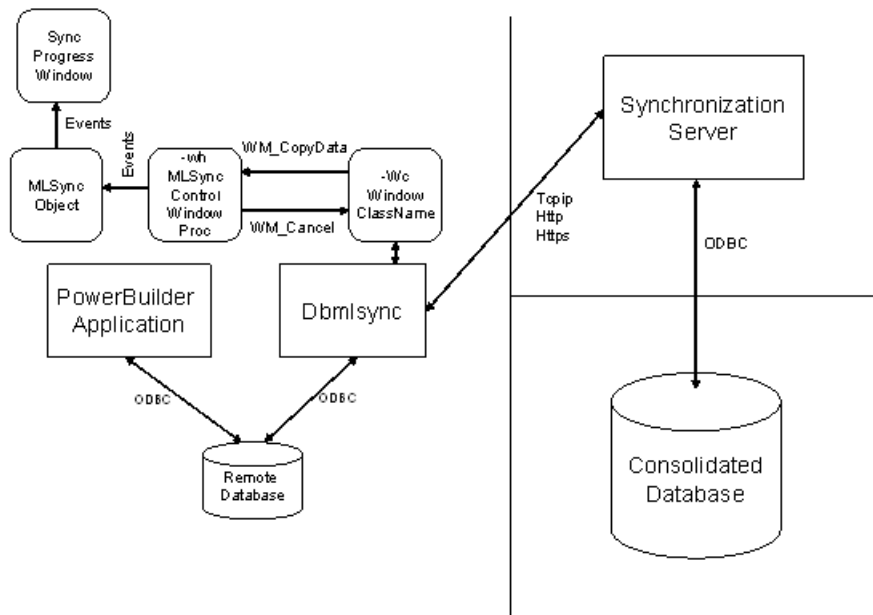 Sync
Progress
Window
Events
MLSync
Object
Events
-wh
MLSync
Control
Window
Proc
WM_CopyData
WM_Cancel
-Wc
Window
ClassName
PowerBuilder
Application
Dbmlsync
ODBC
ODBC
Remote
Database
Synchronization
Server
Tcpip
Http
Https
ODBC
Consolidated
Database